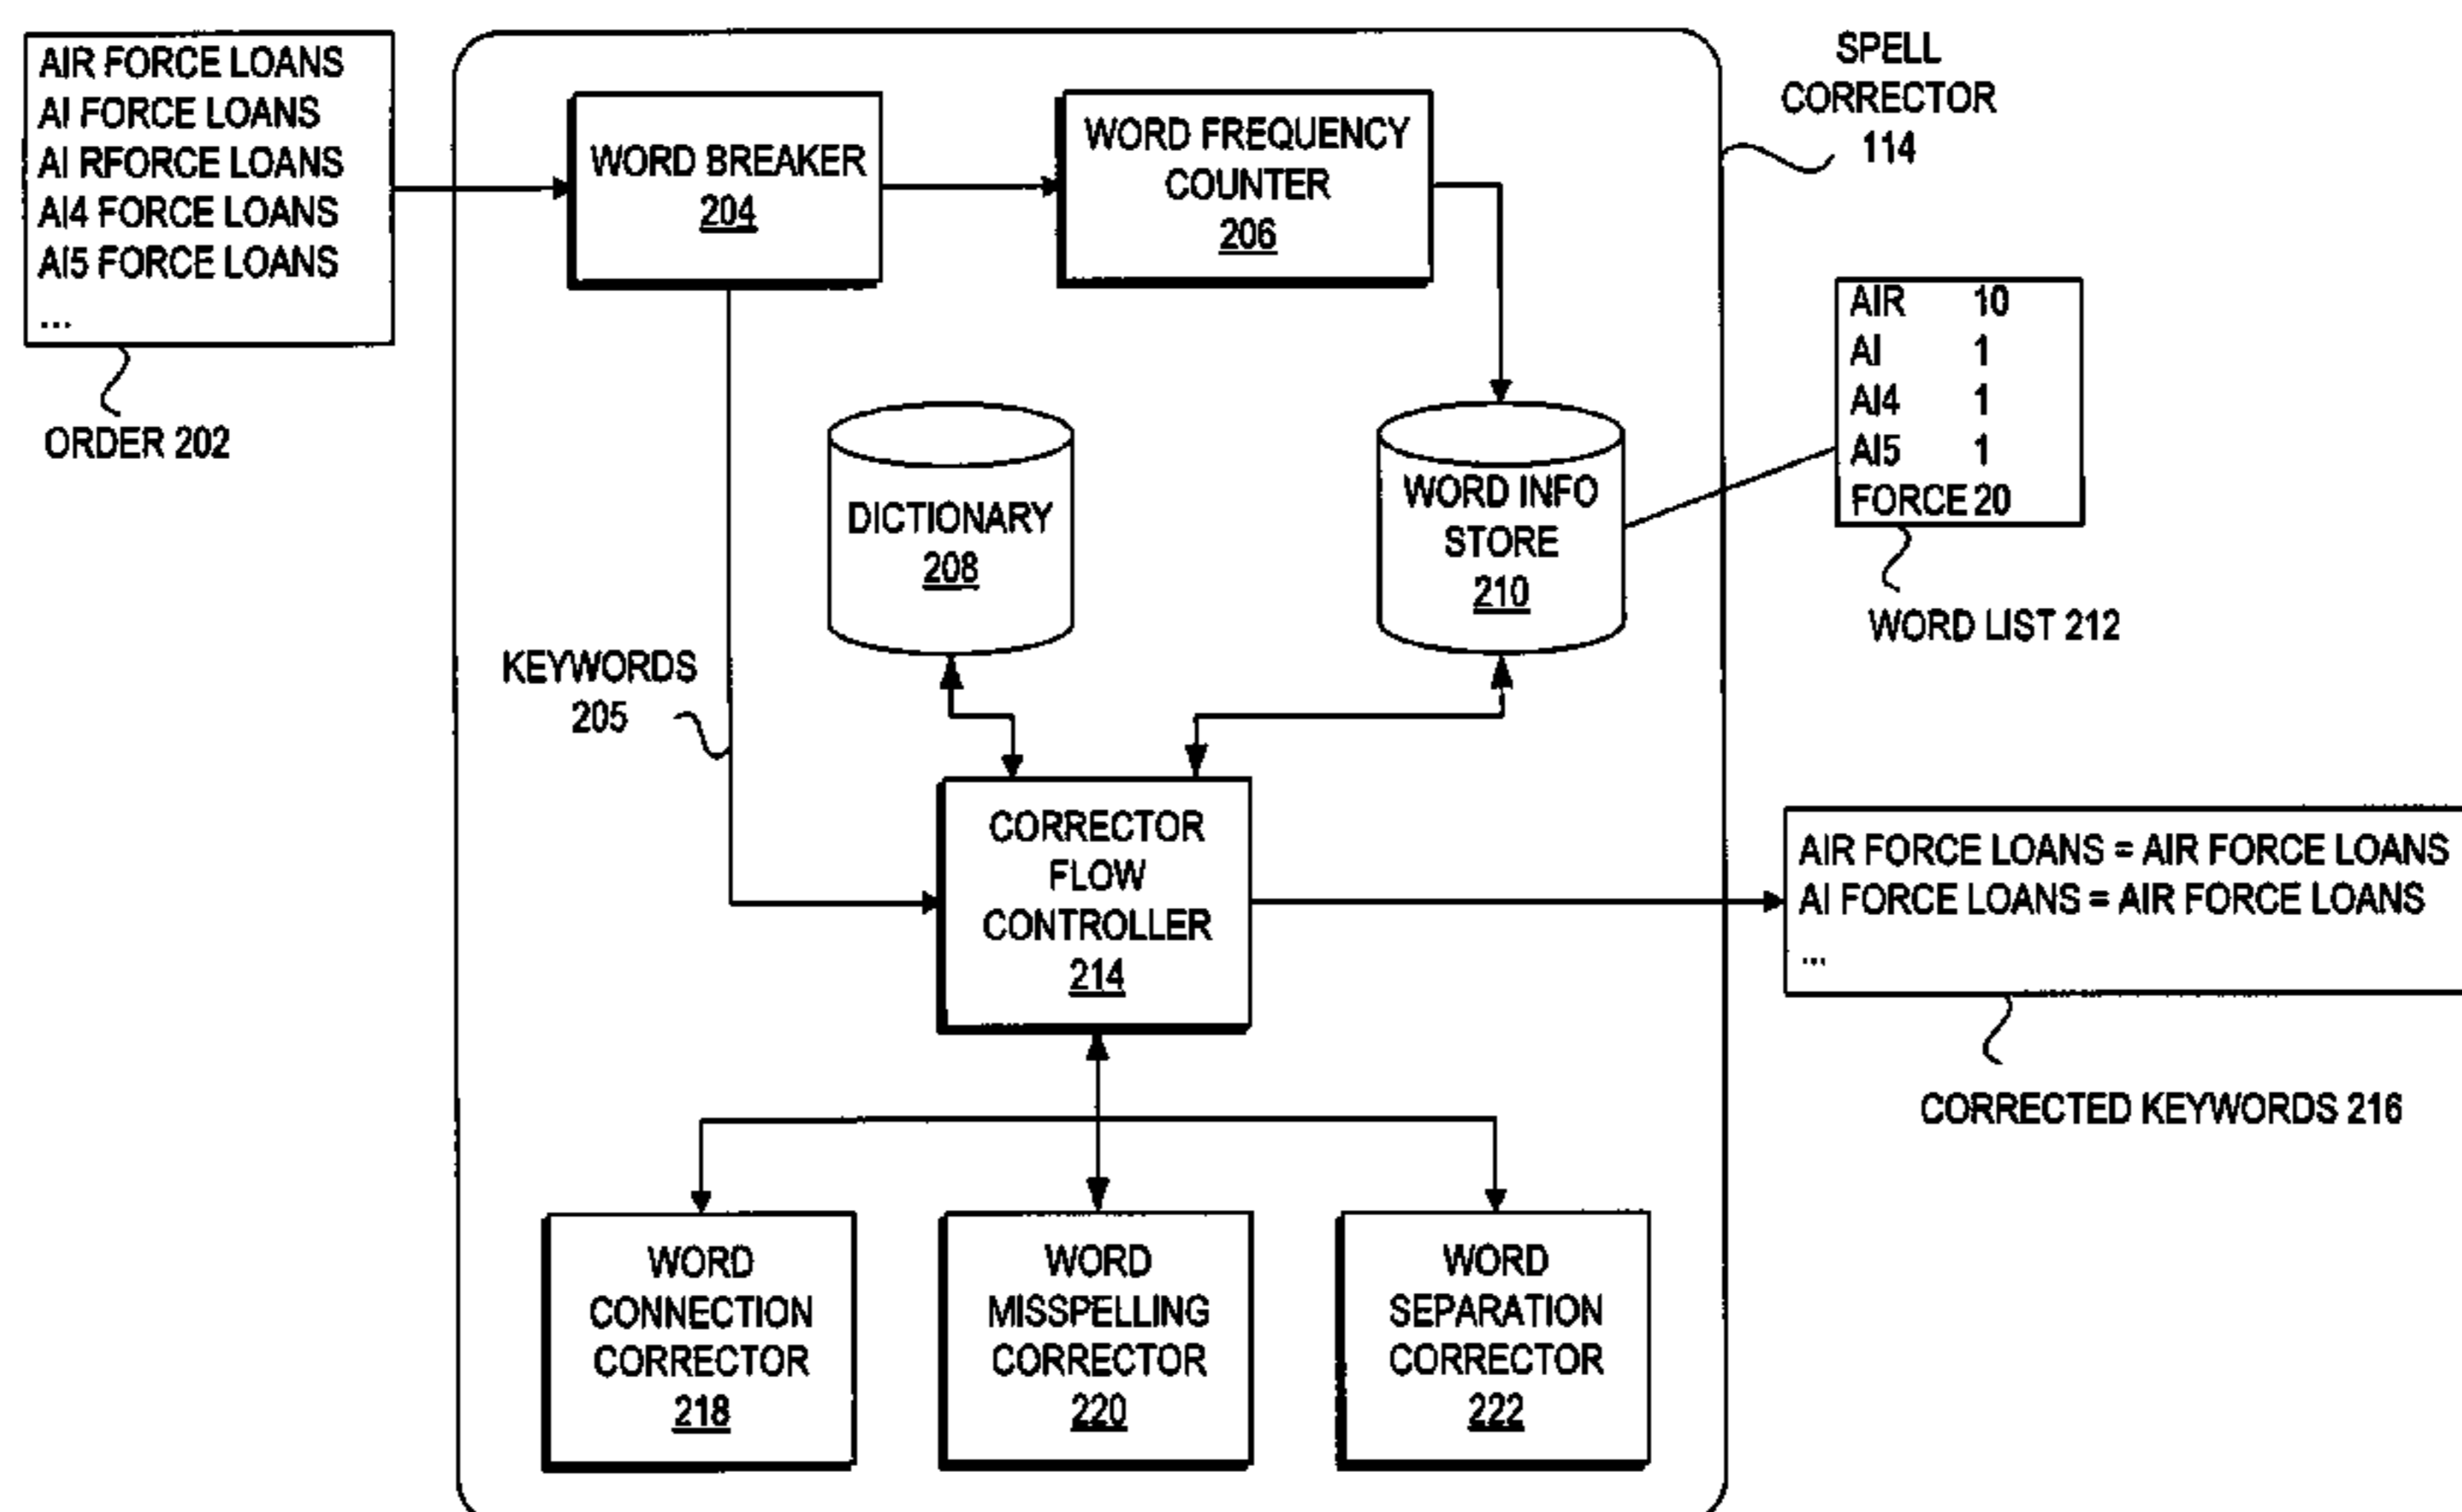 AIR FORCE LOANS
AI FORCE LOANS
AI RFORCE LOANS
AI4 FORCE LOANS
AI5 FORCE LOANS
...
ORDER 202
WORD BREAKER
204
WORD FREQUENCY
COUNTER
206
SPELL
CORRECTOR
114
AIR 10
AI 1
AI4 1
AI5 1
FORCE 20
WORD LIST 212
DICTIONARY
208
WORD INFO
STORE
210
KEYWORDS
205
CORRECTOR
FLOW
CONTROLLER
214
AIR FORCE LOANS = AIR FORCE LOANS
AI FORCE LOANS = AIR FORCE LOANS
...
CORRECTED KEYWORDS 216
WORD
CONNECTION
CORRECTOR
218
WORD
MISSPELLING
CORRECTOR
220
WORD
SEPARATION
CORRECTOR
222